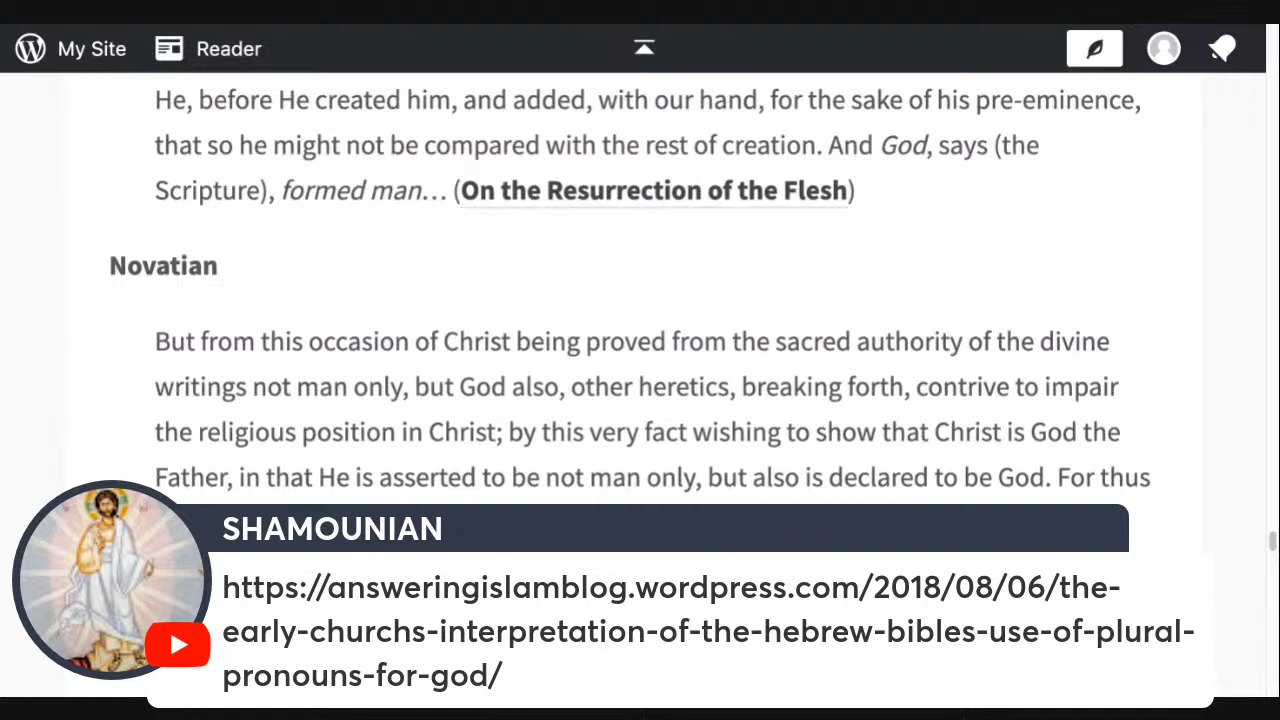 My Site Reader
He, before He created him, and added, with our hand, for the sake of his pre-eminence,
that so he might not be compared with the rest of creation. And God, says (the
Scripture), formed man… (On the Resurrection of the Flesh)
Novatian
But from this occasion of Christ being proved from the sacred authority of the divine
writings not man only, but God also, other heretics, breaking forth, contrive to impair
the religious position in Christ; by this very fact wishing to show that Christ is God the
Father, in that He is asserted to be not man only, but also is declared to be God. For thus
SHAMOUNIAN
https://answeringislamblog.wordpress.com/2018/08/06/the-
early-churchs-interpretation-of-the-hebrew-bibles-use-of-plural-
pronouns-for-god/